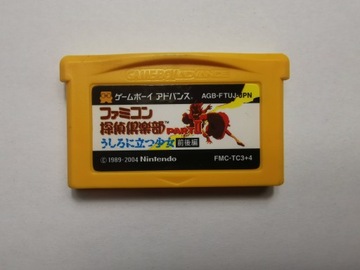 GAME BOY ADVANCE
ゲームボーイアドバンス AGB-FTUJ-JPN
ファミコン
探偵倶楽部 PARTⅡ
うしろに立つ少女 前後編
© 1989-2004 Nintendo FMC-TC3+4